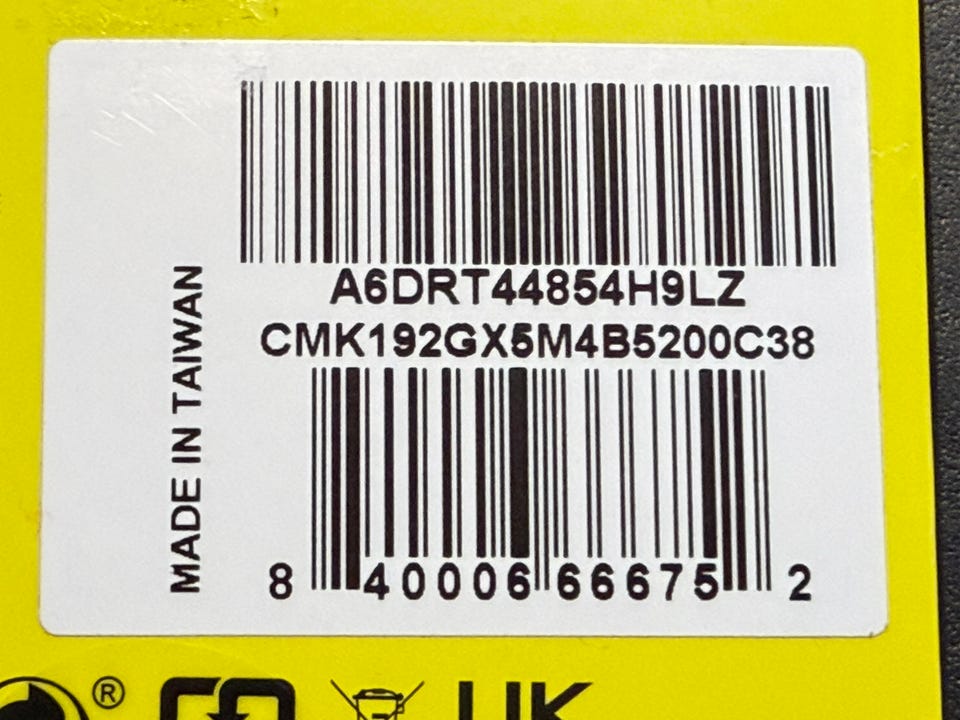 A6DRT44854H9LZ
CMK192GX5M4B5200C38
MADE IN TAIWAN
8 40006 66675 2
®
UK